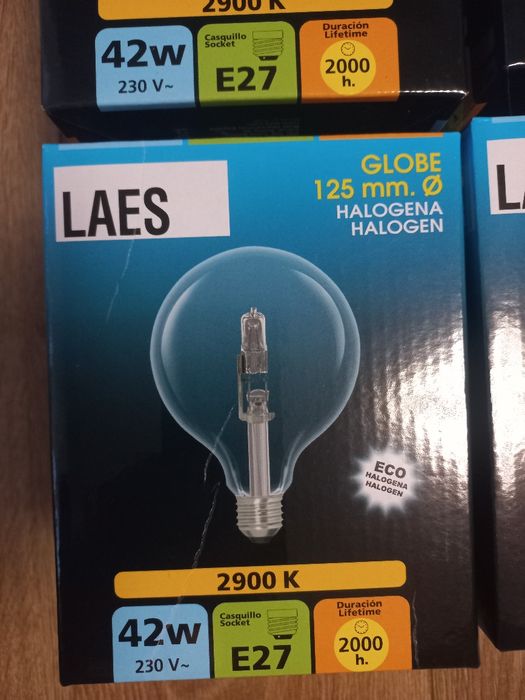 2900 K
42w
230 V~
Casquillo
Socket
E27
Duración
Lifetime
2000
h.
LAES
GLOBE
125 mm. Ø
HALOGENA
HALOGEN
ECO
HALOGENA
HALOGEN
2900 K
42w
230 V~
Casquillo
Socket
E27
Duración
Lifetime
2000
h.